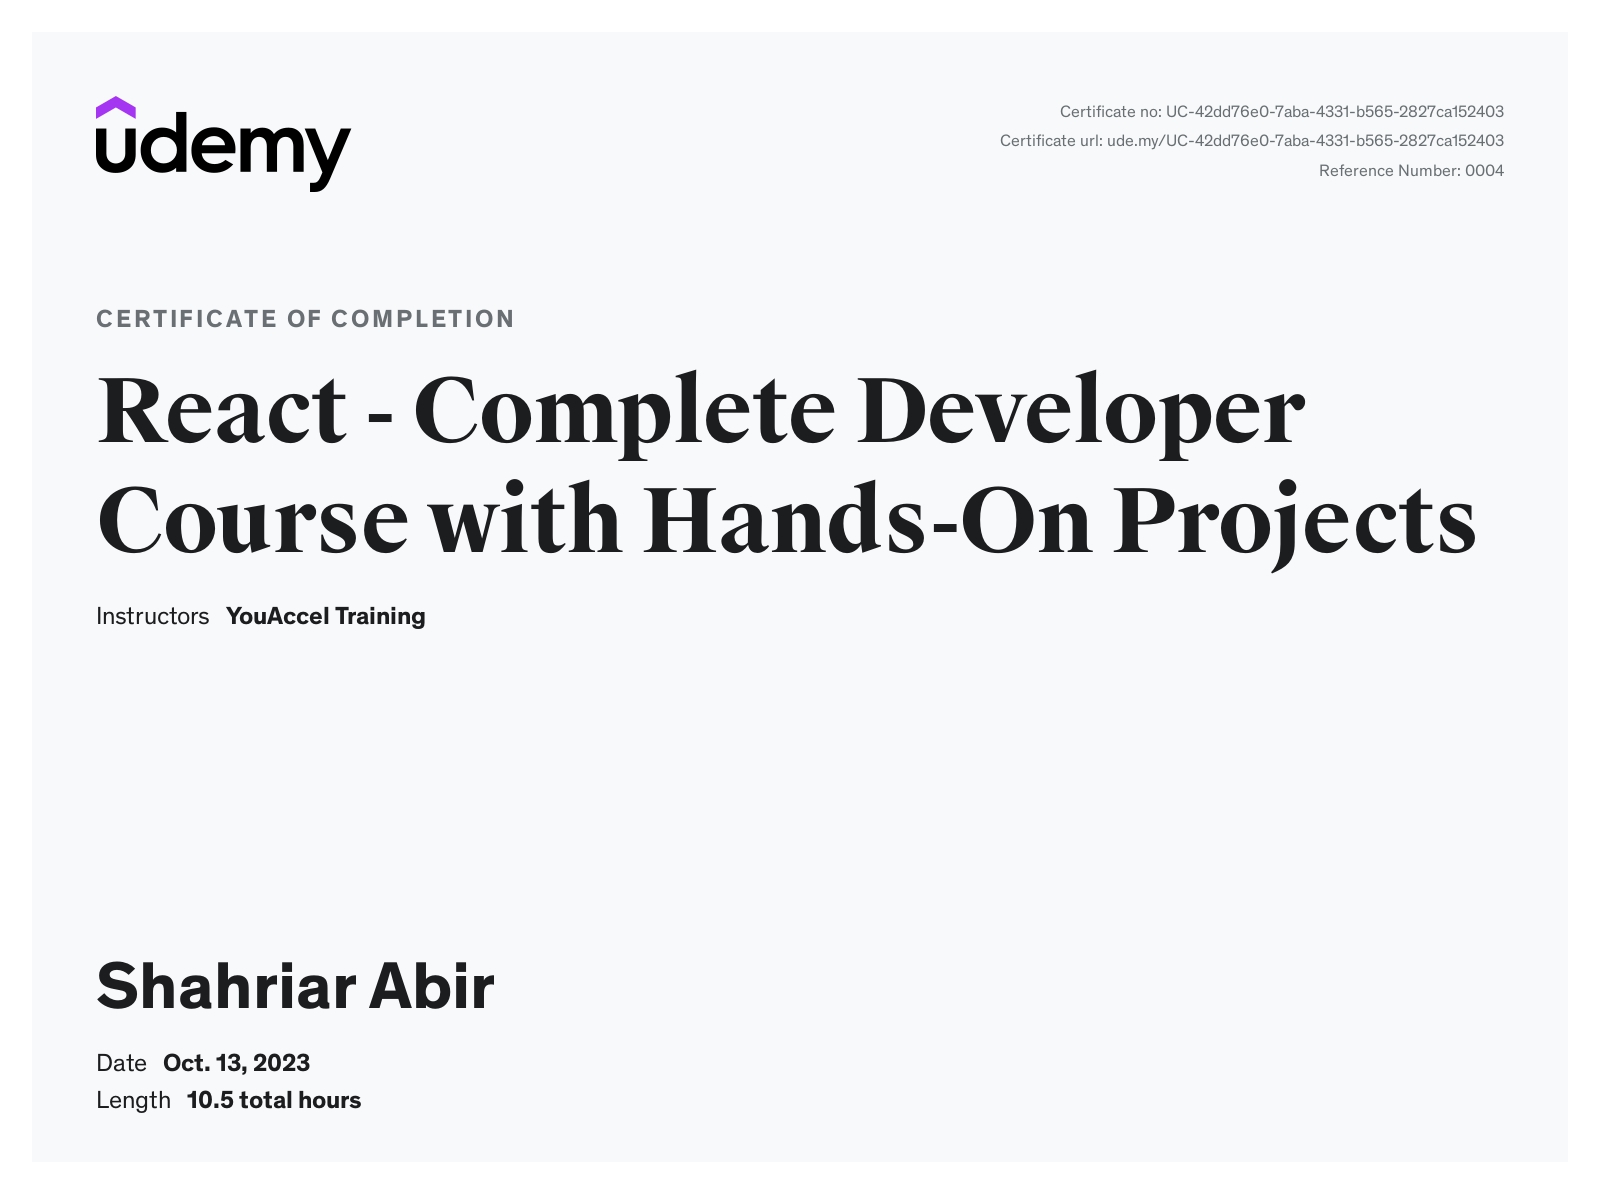 udemy
Certificate no: UC-42dd76e0-7aba-4331-b565-2827ca152403
Certificate url: ude.my/UC-42dd76e0-7aba-4331-b565-2827ca152403
Reference Number: 0004
CERTIFICATE OF COMPLETION
React - Complete Developer
Course with Hands-On Projects
Instructors YouAccel Training
Shahriar Abir
Date Oct. 13, 2023
Length 10.5 total hours